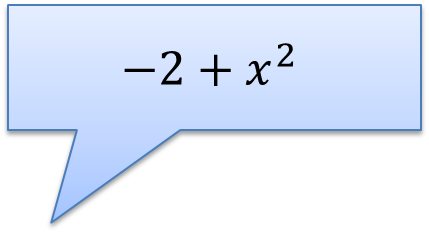 −2 + x²